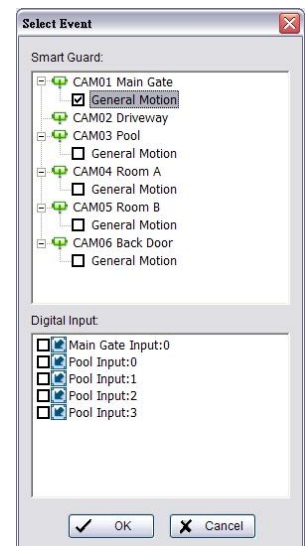 Select Event
Smart Guard:
CAM01 Main Gate
General Motion
CAM02 Driveway
CAM03 Pool
General Motion
CAM04 Room A
General Motion
CAM05 Room B
General Motion
CAM06 Back Door
General Motion
Digital Input:
Main Gate Input:0
Pool Input:0
Pool Input:1
Pool Input:2
Pool Input:3
OK Cancel